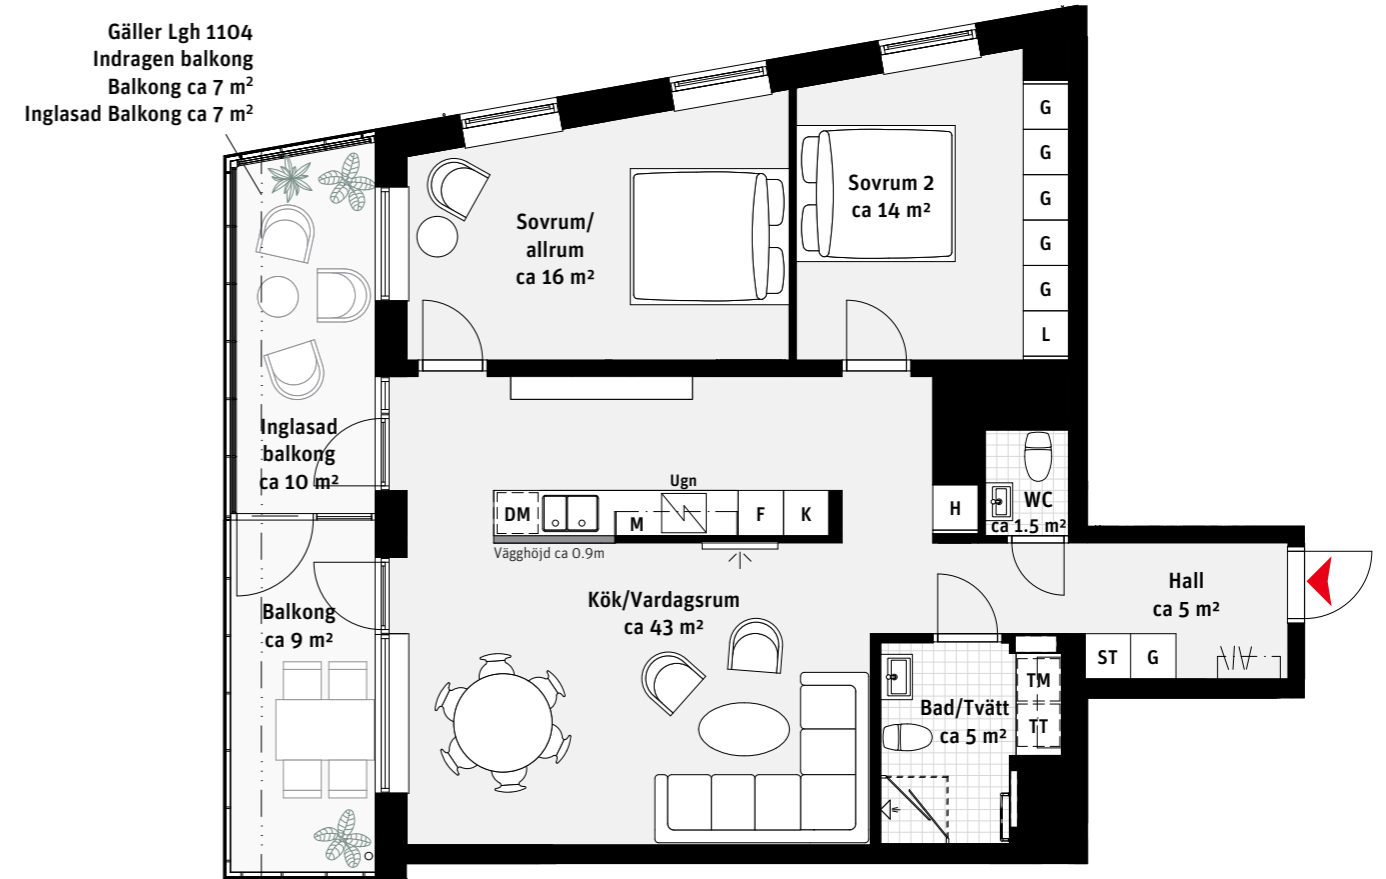 Gäller Lgh 1104
Indragen balkong
Balkong ca 7 m²
Inglasad Balkong ca 7 m²
G
G
G
G
G
L
Sovrum 2
ca 14 m²
Sovrum/
allrum
ca 16 m²
Inglasad
balkong
ca 10 m²
Ugn
DM
M
F
K
Vägghöjd ca 0.9m
H
WC
ca 1.5 m²
Hall
ca 5 m²
Kök/Vardagsrum
ca 43 m²
Balkong
ca 9 m²
ST
G
TM
TT
Bad/Tvätt
ca 5 m²